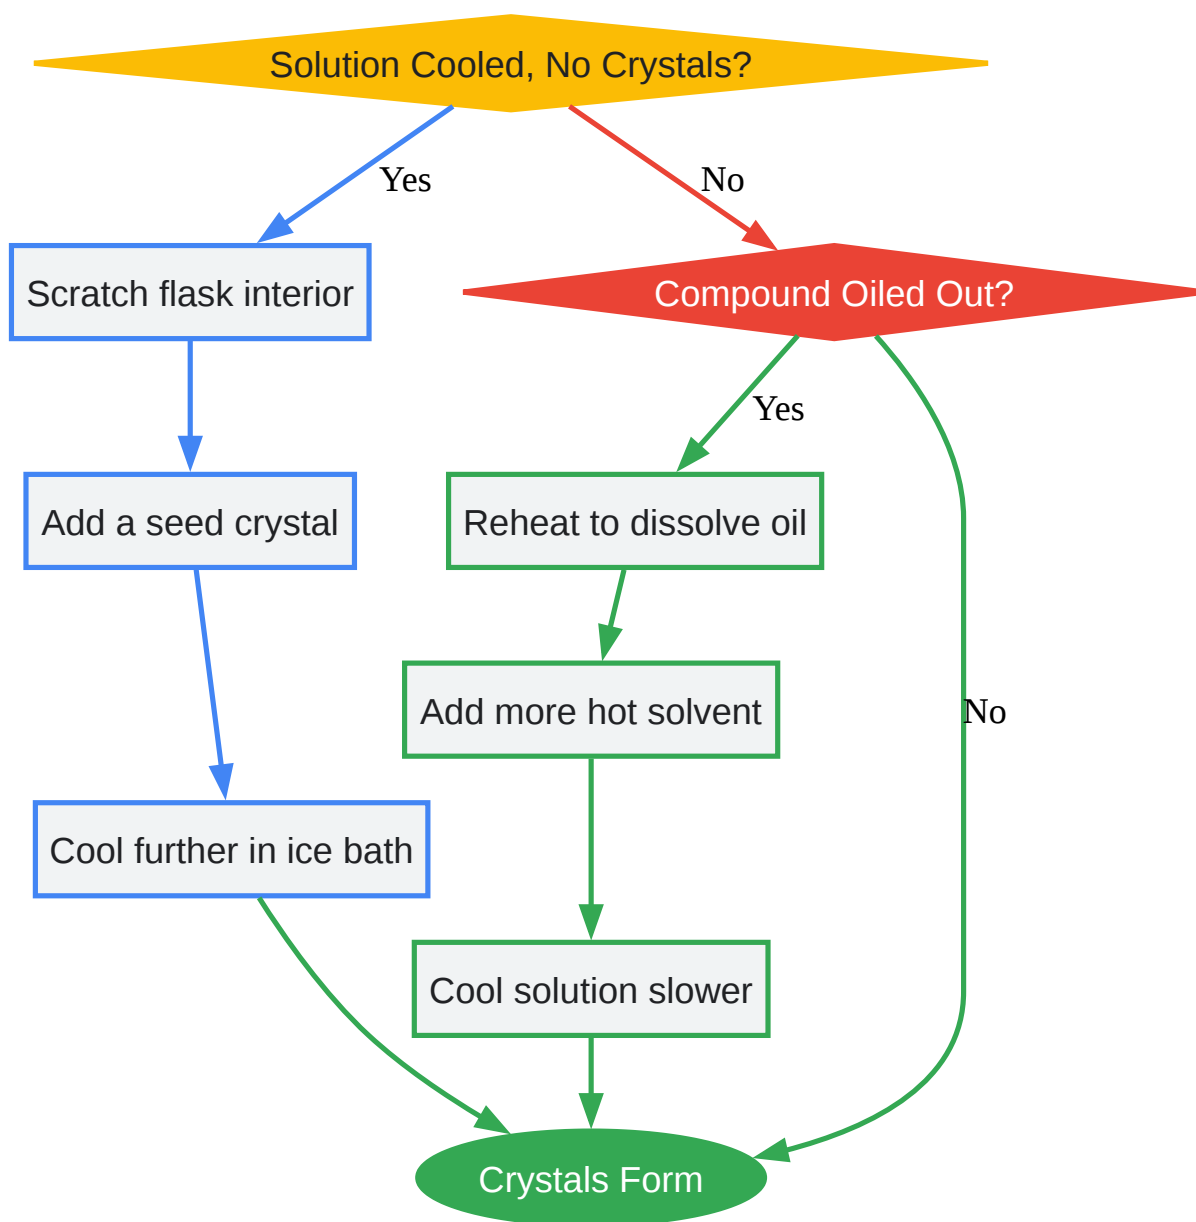 Solution Cooled, No Crystals?
Yes
No
Scratch flask interior
Compound Oiled Out?
Yes
Add a seed crystal
Reheat to dissolve oil
Add more hot solvent
No
Cool further in ice bath
Cool solution slower
Crystals Form